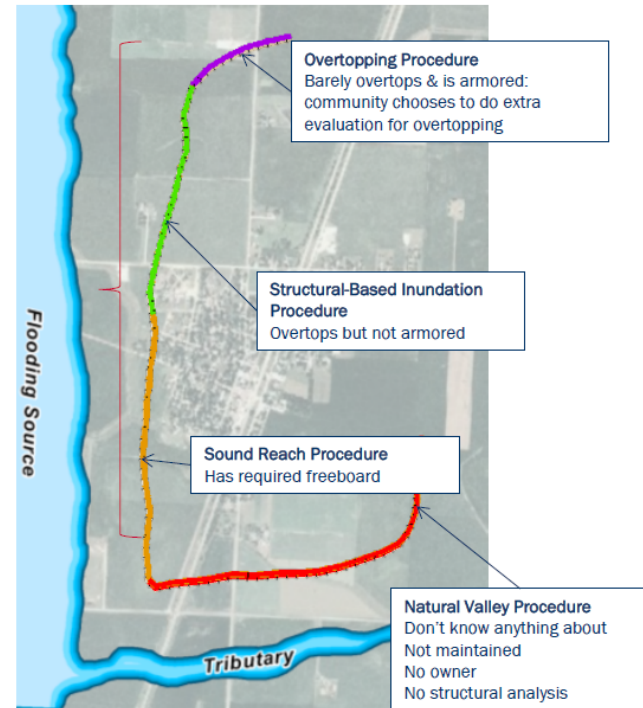 Overtopping Procedure
Barely overtops & is armored:
community chooses to do extra
evaluation for overtopping
Structural-Based Inundation
Procedure
Overtops but not armored
Flooding Source
Sound Reach Procedure
Has required freeboard
Natural Valley Procedure
Don't know anything about
Not maintained
No owner
No structural analysis
Tributary